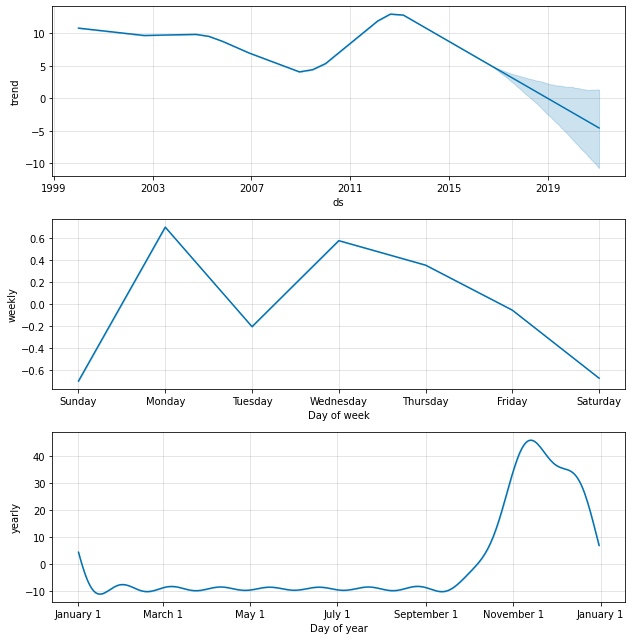 10
5
0
−5
−10
trend
1999 2003 2007 2011 2015 2019
ds
0.6
0.4
0.2
0.0
−0.2
−0.4
−0.6
weekly
Sunday Monday Tuesday Wednesday Thursday Friday Saturday
Day of week
40
30
20
10
0
−10
yearly
January 1 March 1 May 1 July 1 September 1 November 1 January 1
Day of year